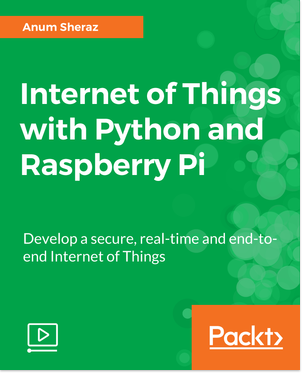 Anum Sheraz
Internet of Things
with Python and
Raspberry Pi
Develop a secure, real-time and end-to-
end Internet of Things
Packt>